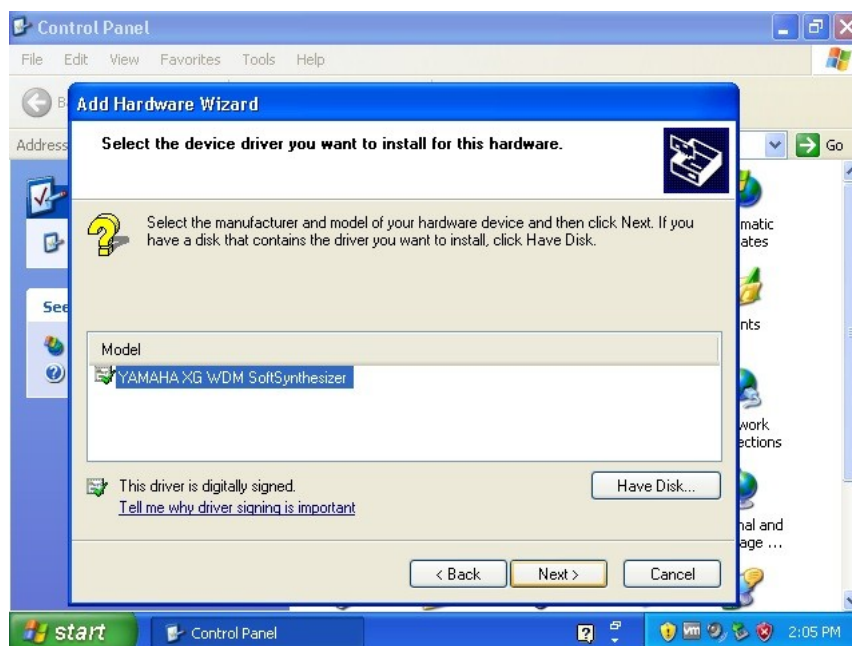 Control Panel
File Edit View Favorites Tools Help
Add Hardware Wizard
Address
Go
Select the device driver you want to install for this hardware.
Select the manufacturer and model of your hardware device and then click Next. If you
have a disk that contains the driver you want to install, click Have Disk.
matic
ates
See
nts
Model
YAMAHA XG WDM SoftSynthesizer
work
ections
This driver is digitally signed.
Have Disk...
Tell me why driver signing is important
nal and
age ...
< Back
Next >
Cancel
start
Control Panel
2:05 PM